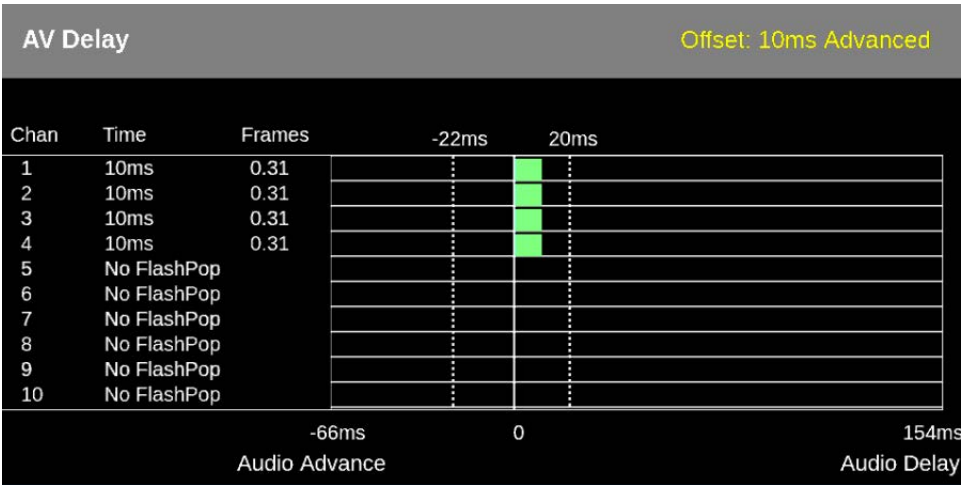 AV Delay Offset: 10ms Advanced
Chan Time Frames -22ms 20ms
1 10ms 0.31
2 10ms 0.31
3 10ms 0.31
4 10ms 0.31
5 No FlashPop
6 No FlashPop
7 No FlashPop
8 No FlashPop
9 No FlashPop
10 No FlashPop
-66ms 0 154ms
Audio Advance Audio Delay